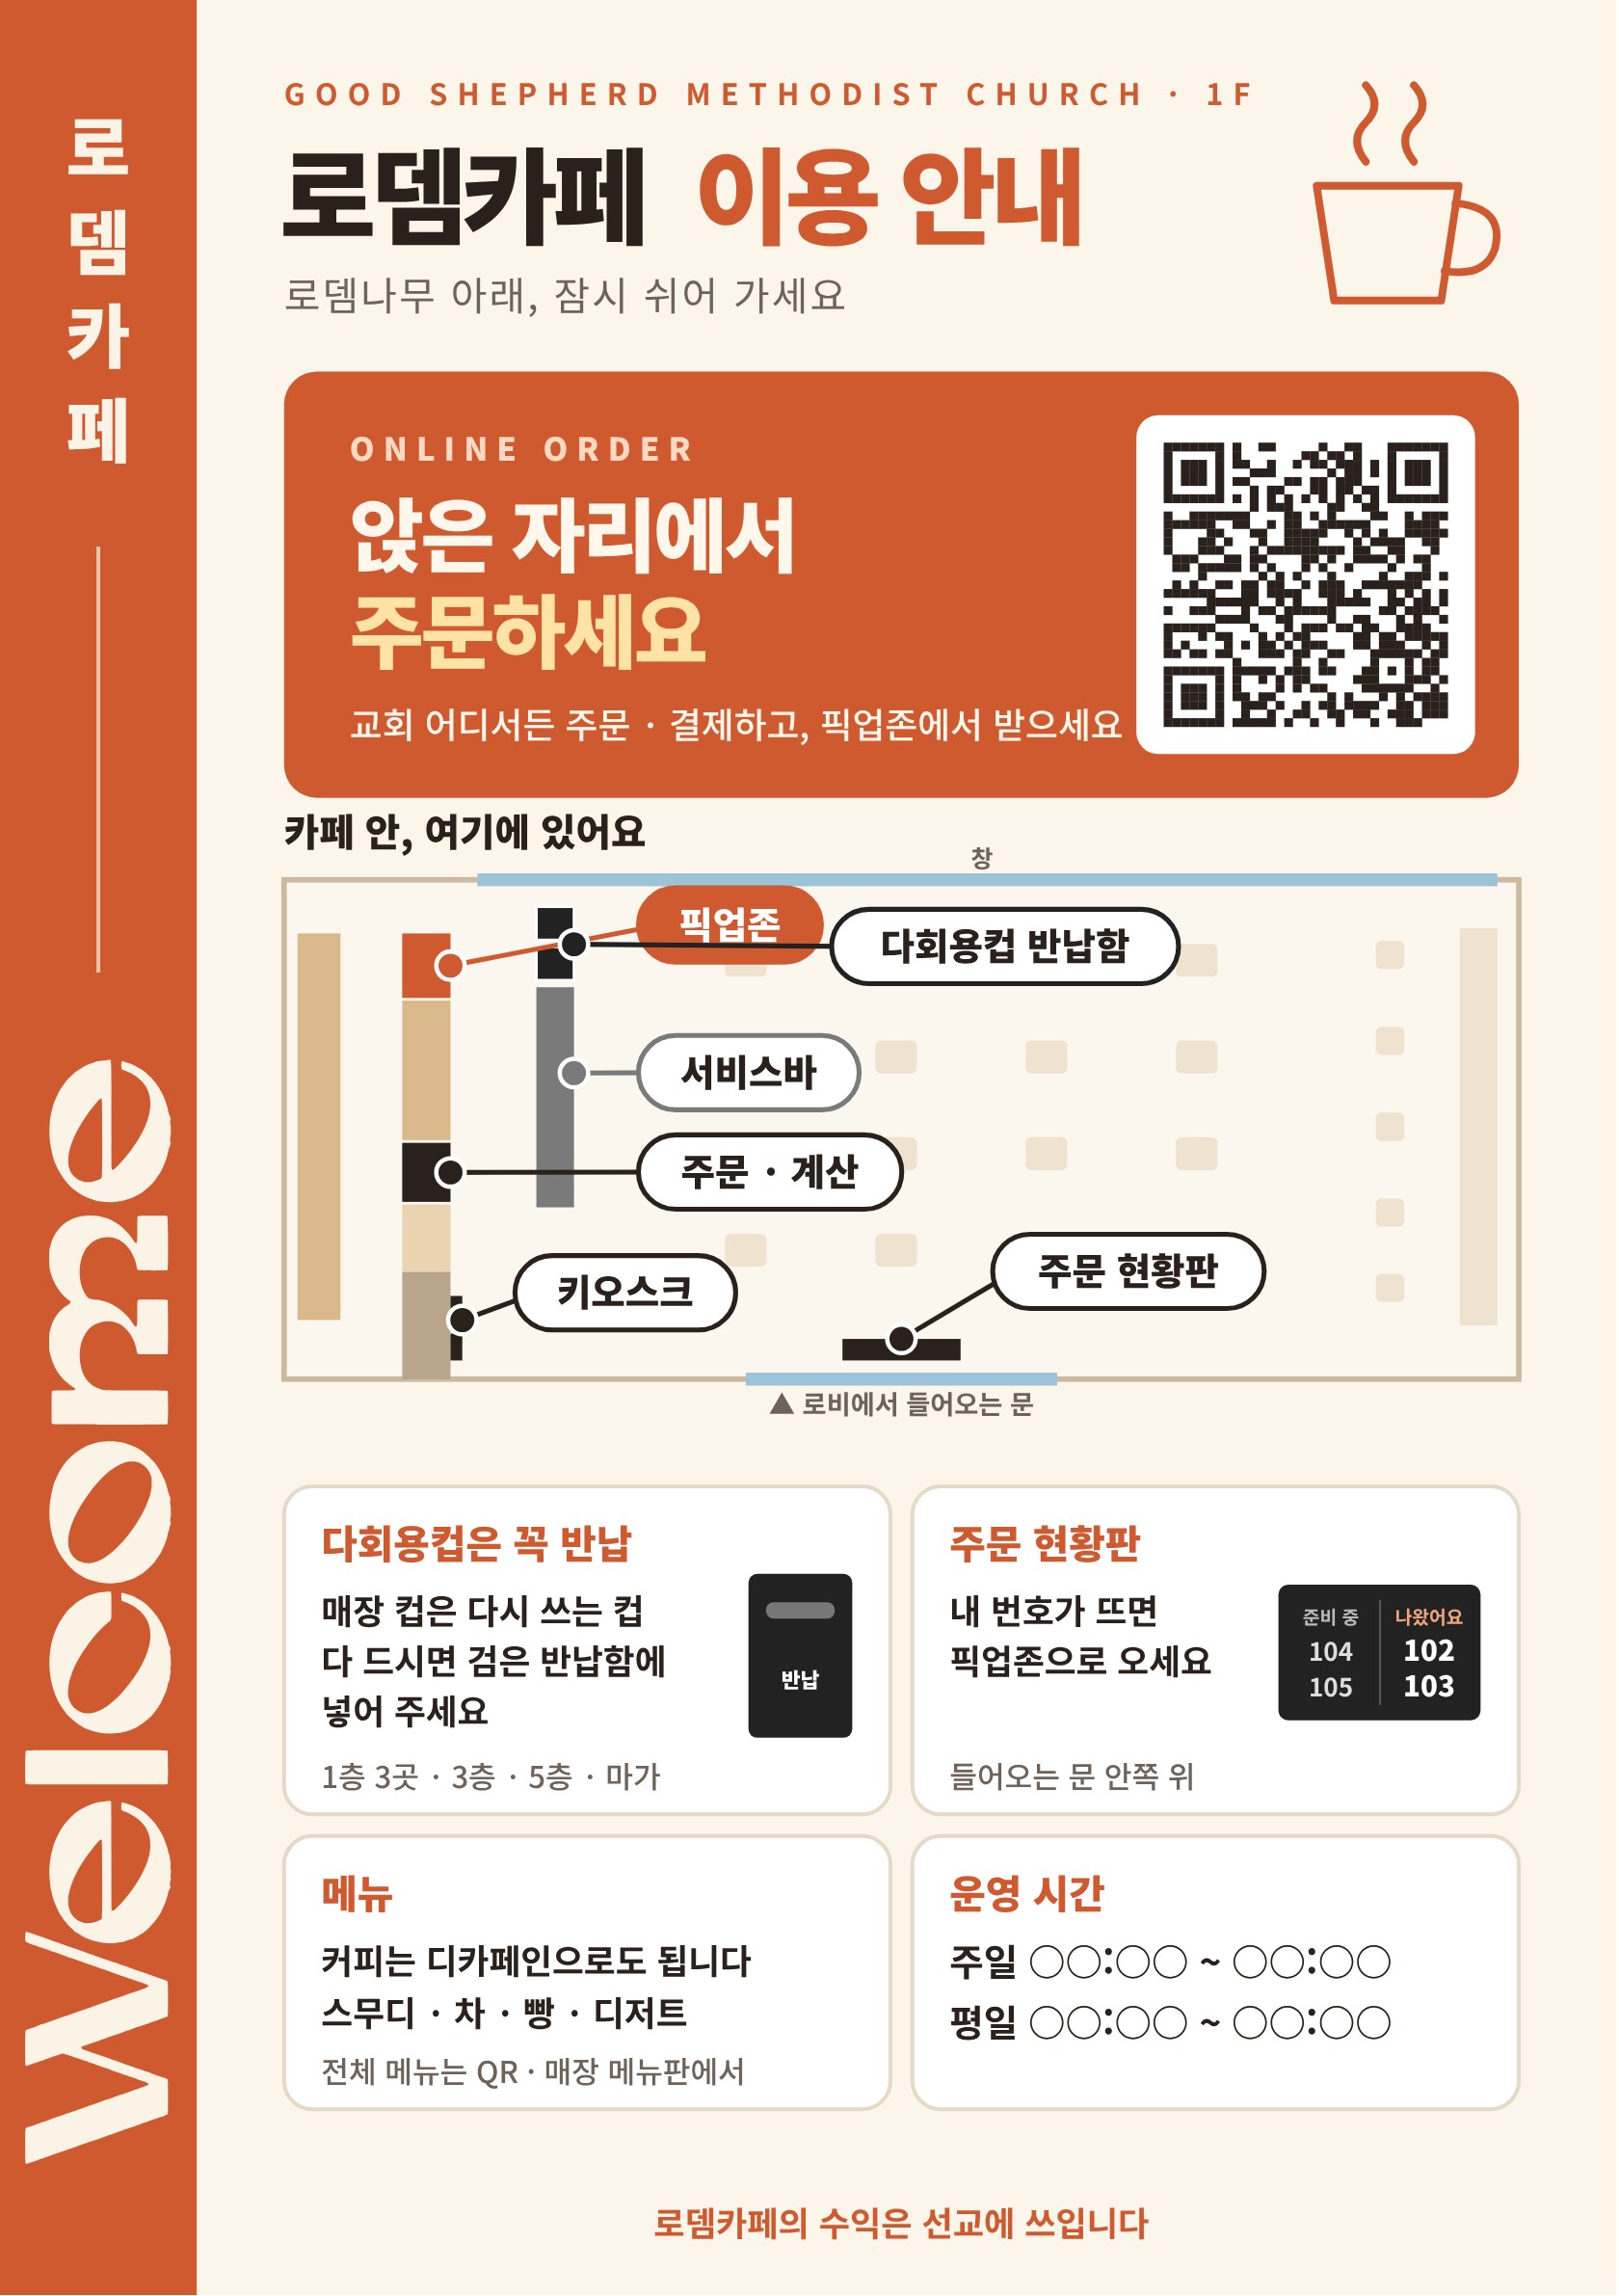 로뎀카페
Welcome
GOOD SHEPHERD METHODIST CHURCH · 1F
로뎀카페 이용 안내
로뎀나무 아래, 잠시 쉬어 가세요
ONLINE ORDER
앉은 자리에서
주문하세요
교회 어디서든 주문 · 결제하고, 픽업존에서 받으세요
카페 안, 여기에 있어요
창
픽업존
다회용컵 반납함
서비스바
주문 · 계산
키오스크
주문 현황판
▲ 로비에서 들어오는 문
다회용컵은 꼭 반납
매장 컵은 다시 쓰는 컵
다 드시면 검은 반납함에
넣어 주세요
반납
1층 3곳 · 3층 · 5층 · 마가
주문 현황판
내 번호가 뜨면
픽업존으로 오세요
준비 중 나왔어요
104 102
105 103
들어오는 문 안쪽 위
메뉴
커피는 디카페인으로도 됩니다
스무디 · 차 · 빵 · 디저트
전체 메뉴는 QR · 매장 메뉴판에서
운영 시간
주일 ○○:○○ ~ ○○:○○
평일 ○○:○○ ~ ○○:○○
로뎀카페의 수익은 선교에 쓰입니다